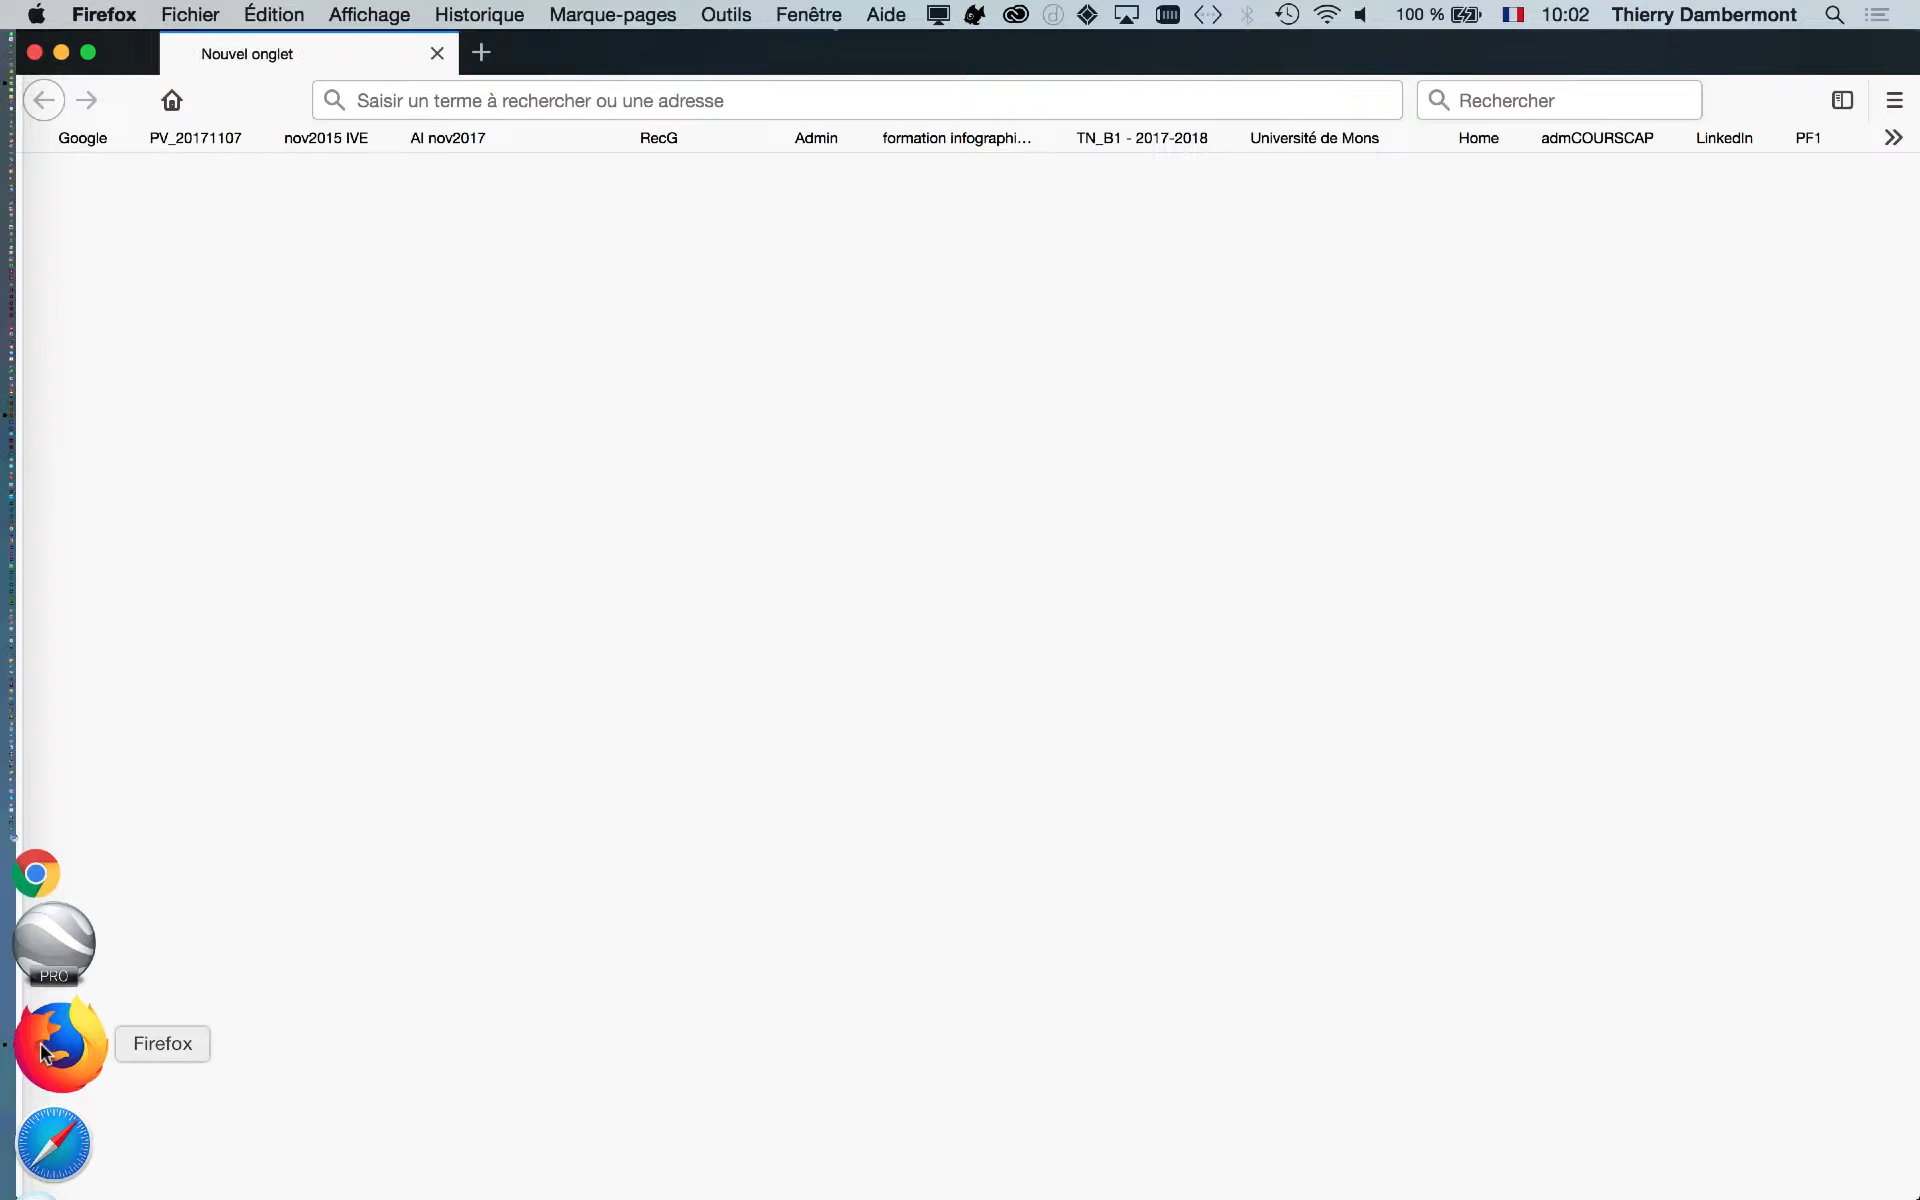 Firefox Fichier Édition Affichage Historique Marque-pages Outils Fenêtre Aide 100 % 10:02 Thierry Dambermont
Nouvel onglet
Saisir un terme à rechercher ou une adresse Rechercher
Google PV_20171107 nov2015 IVE AI nov2017 RecG Admin formation infographi... TN_B1 - 2017-2018 Université de Mons Home admCOURSCAP LinkedIn PF1
PRO
Firefox